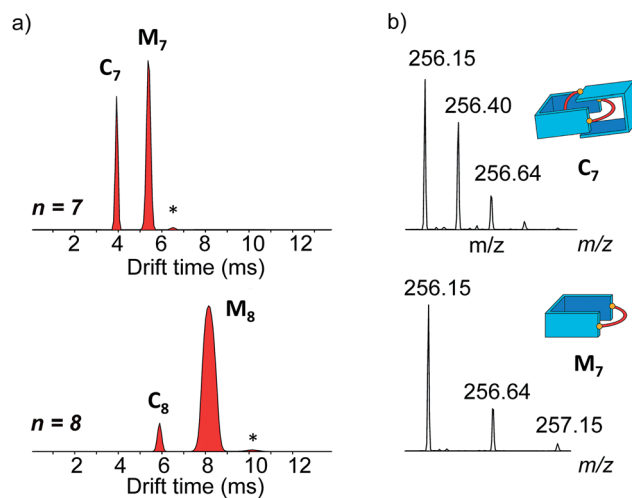 a)
C7
M7
*
n = 7
2 4 6 8 10 12
Drift time (ms)
M8
C8
*
n = 8
2 4 6 8 10 12
Drift time (ms)
b)
256.15
256.40
256.64
C7
m/z
m/z
256.15
M7
256.64
257.15
m/z